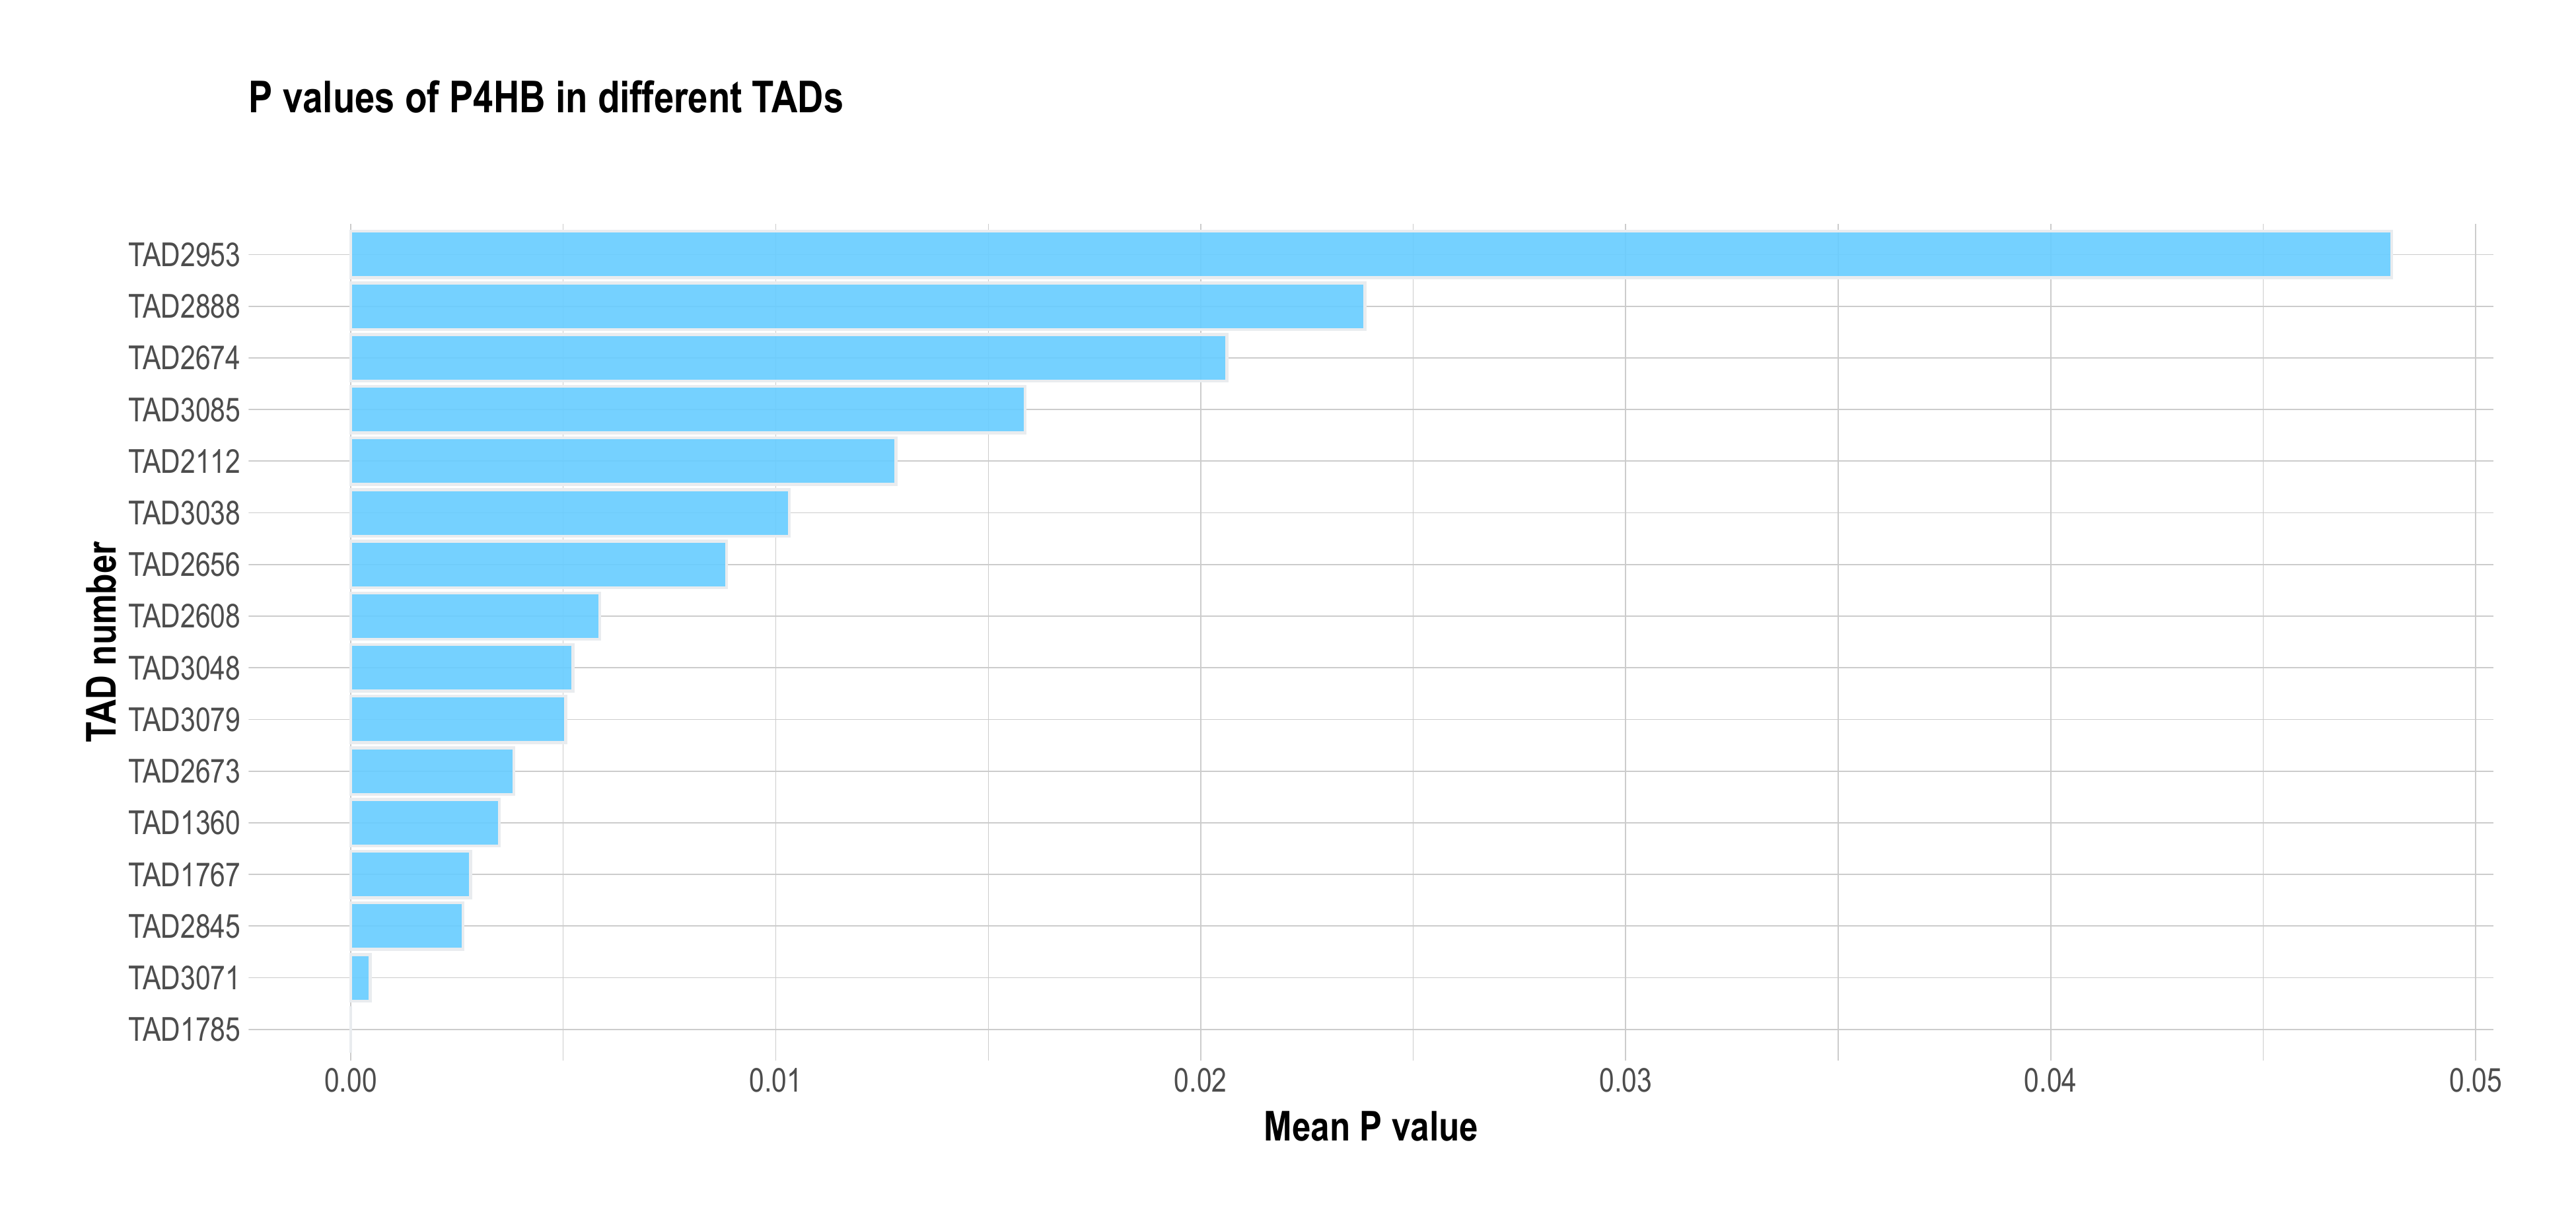 P values of P4HB in different TADs
TAD number
TAD2953
TAD2888
TAD2674
TAD3085
TAD2112
TAD3038
TAD2656
TAD2608
TAD3048
TAD3079
TAD2673
TAD1360
TAD1767
TAD2845
TAD3071
TAD1785
0.00 0.01 0.02 0.03 0.04 0.05
Mean P value